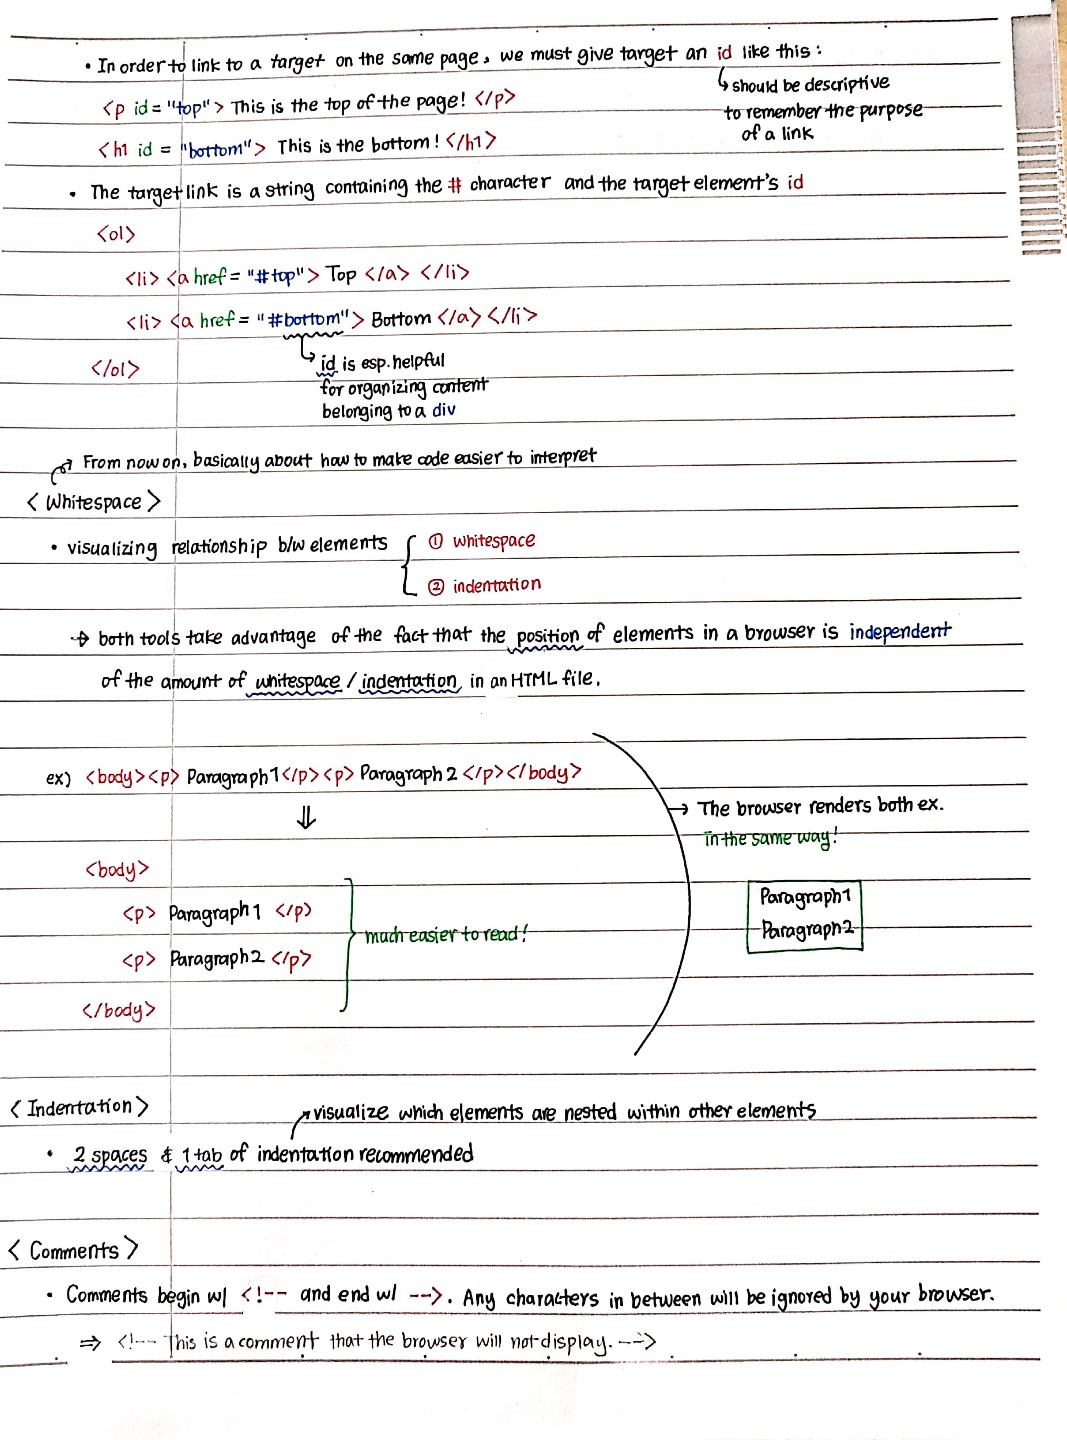 • In order to link to a target on the same page, we must give target an id like this :
↳ should be descriptive
to remember the purpose
of a link
<p id = "top"> This is the top of the page! </p>
<h1 id = "bottom"> This is the bottom ! </h1>
• The target link is a string containing the # character and the target element's id
<ol>
<li> <a href = "#top"> Top </a> </li>
<li> <a href = "#bottom"> Bottom </a> </li>
↳ id is esp. helpful
for organizing content
belonging to a div
</ol>
→ From now on, basically about how to make code easier to interpret
< Whitespace >
• visualizing relationship b/w elements { ① whitespace
② indentation
→ both tools take advantage of the fact that the position of elements in a browser is independent
of the amount of whitespace / indentation in an HTML file.
ex) <body><p> Paragraph1</p><p> Paragraph 2 </p></body>
⇓
→ The browser renders both ex.
in the same way!
Paragraph1
Paragraph2
<body>
<p> Paragraph 1 </p>
<p> Paragraph2 </p>
</body>
much easier to read!
< Indentation >
→ visualize which elements are nested within other elements
• 2 spaces & 1 tab of indentation recommended
< Comments >
• Comments begin w/ <!-- and end w/ -->. Any characters in between will be ignored by your browser.
⇒ <!-- This is a comment that the browser will not display. -->